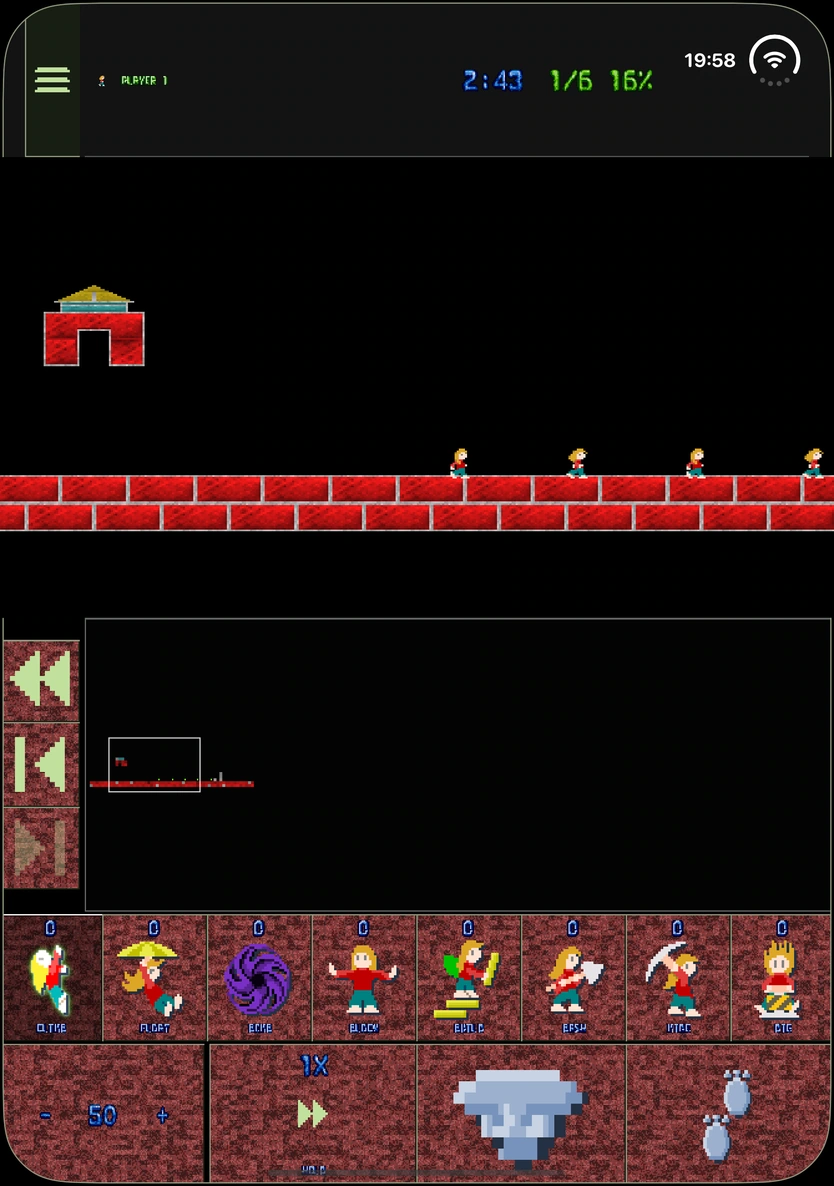 PLAYER 1
2:43 1/6 16%
19:58
0 0 0 0 0 0 0 0
CLIMB FLOAT BOMB BLOCK BUILD BASH MINE DIG
1X
- 50 +
HOLD